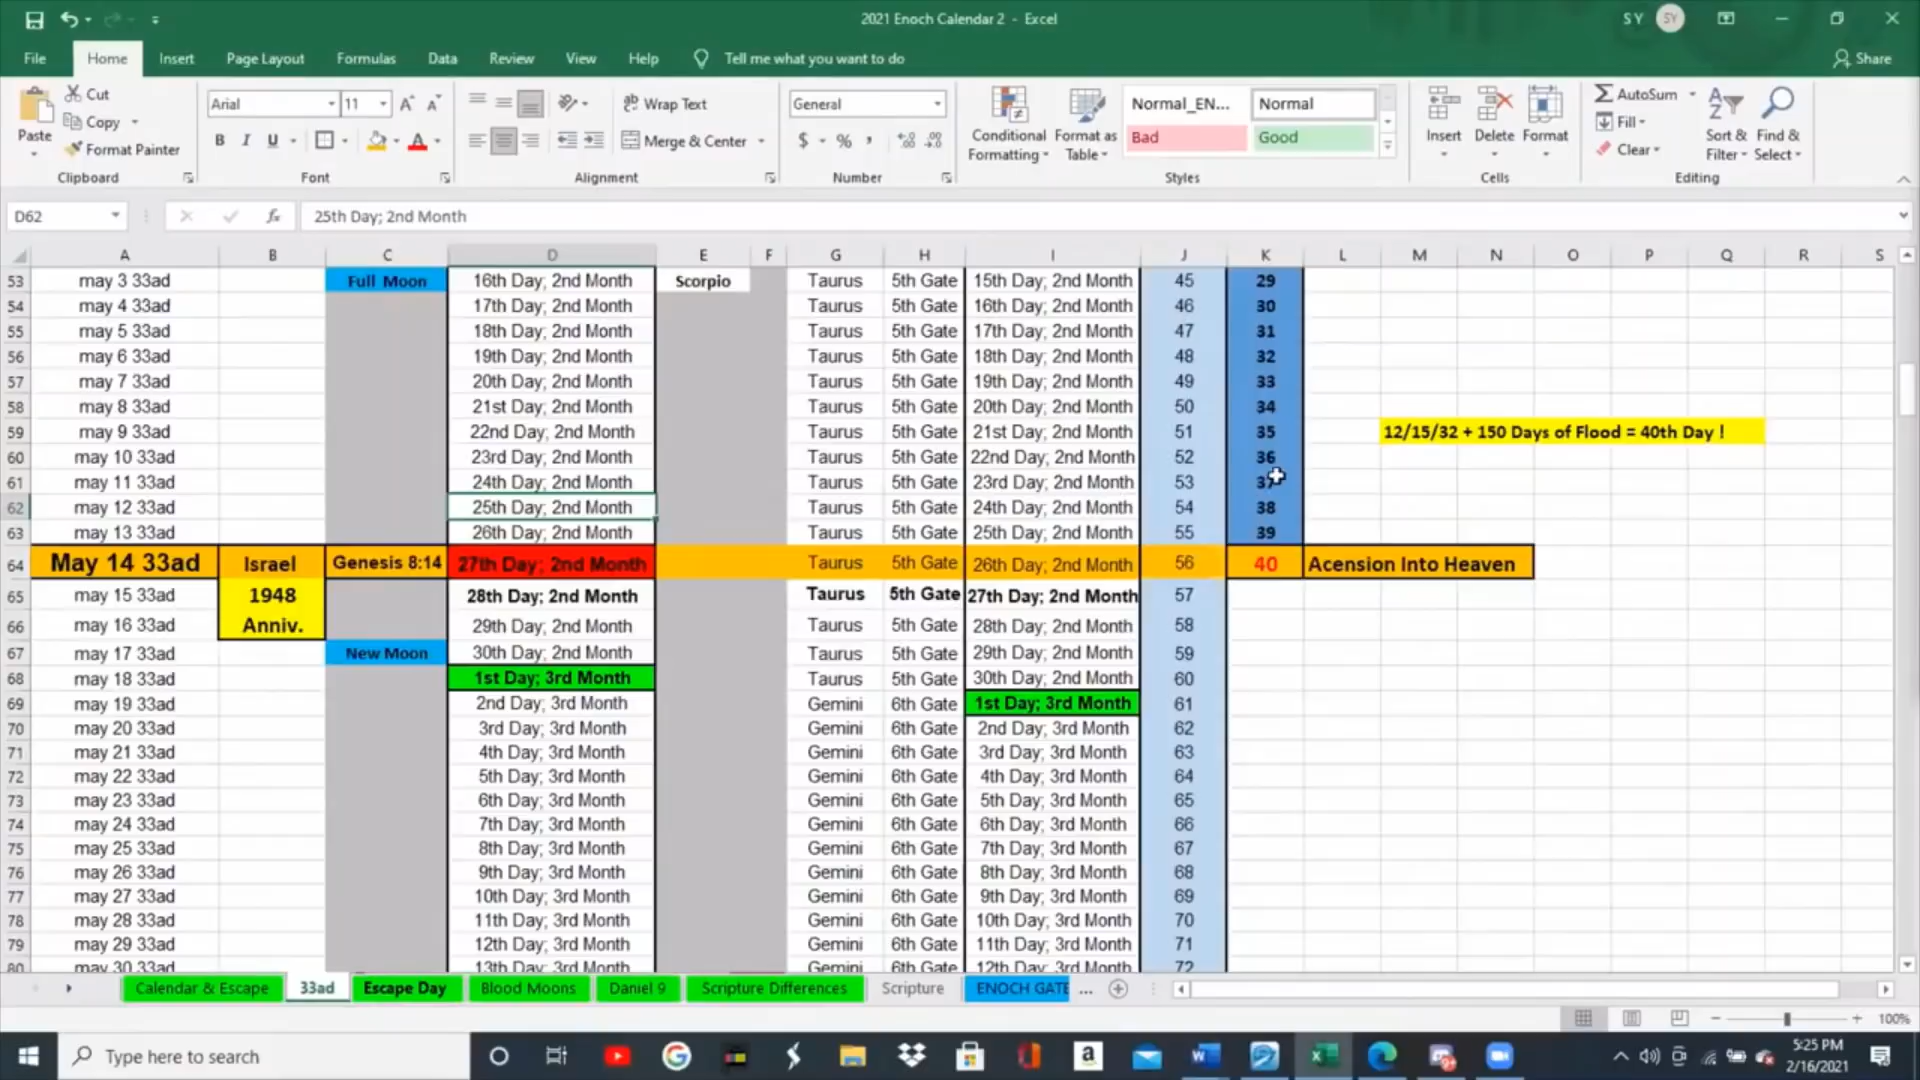 2021 Enoch Calendar 2 - Excel
S Y SY
File Home Insert Page Layout Formulas Data Review View Help Tell me what you want to do Share
Paste Cut Copy Format Painter Clipboard
Arial 11 A A B I U A Font
Wrap Text Merge & Center Alignment
General $ % , Number
Conditional Formatting Format as Table Normal_EN... Normal Bad Good Styles
Insert Delete Format Cells
AutoSum Fill Clear Sort & Filter Find & Select Editing
D62 fx 25th Day; 2nd Month
A B C D E F G H I J K L M N O P Q R S
53 may 3 33ad Full Moon 16th Day; 2nd Month Scorpio Taurus 5th Gate 15th Day; 2nd Month 45 29
54 may 4 33ad 17th Day; 2nd Month Taurus 5th Gate 16th Day; 2nd Month 46 30
55 may 5 33ad 18th Day; 2nd Month Taurus 5th Gate 17th Day; 2nd Month 47 31
56 may 6 33ad 19th Day; 2nd Month Taurus 5th Gate 18th Day; 2nd Month 48 32
57 may 7 33ad 20th Day; 2nd Month Taurus 5th Gate 19th Day; 2nd Month 49 33
58 may 8 33ad 21st Day; 2nd Month Taurus 5th Gate 20th Day; 2nd Month 50 34
59 may 9 33ad 22nd Day; 2nd Month Taurus 5th Gate 21st Day; 2nd Month 51 35 12/15/32 + 150 Days of Flood = 40th Day !
60 may 10 33ad 23rd Day; 2nd Month Taurus 5th Gate 22nd Day; 2nd Month 52 36
61 may 11 33ad 24th Day; 2nd Month Taurus 5th Gate 23rd Day; 2nd Month 53 37
62 may 12 33ad 25th Day; 2nd Month Taurus 5th Gate 24th Day; 2nd Month 54 38
63 may 13 33ad 26th Day; 2nd Month Taurus 5th Gate 25th Day; 2nd Month 55 39
64 May 14 33ad Israel Genesis 8:14 27th Day; 2nd Month Taurus 5th Gate 26th Day; 2nd Month 56 40 Acension Into Heaven
65 may 15 33ad 1948 28th Day; 2nd Month Taurus 5th Gate 27th Day; 2nd Month 57
66 may 16 33ad Anniv. 29th Day; 2nd Month Taurus 5th Gate 28th Day; 2nd Month 58
67 may 17 33ad New Moon 30th Day; 2nd Month Taurus 5th Gate 29th Day; 2nd Month 59
68 may 18 33ad 1st Day; 3rd Month Taurus 5th Gate 30th Day; 2nd Month 60
69 may 19 33ad 2nd Day; 3rd Month Gemini 6th Gate 1st Day; 3rd Month 61
70 may 20 33ad 3rd Day; 3rd Month Gemini 6th Gate 2nd Day; 3rd Month 62
71 may 21 33ad 4th Day; 3rd Month Gemini 6th Gate 3rd Day; 3rd Month 63
72 may 22 33ad 5th Day; 3rd Month Gemini 6th Gate 4th Day; 3rd Month 64
73 may 23 33ad 6th Day; 3rd Month Gemini 6th Gate 5th Day; 3rd Month 65
74 may 24 33ad 7th Day; 3rd Month Gemini 6th Gate 6th Day; 3rd Month 66
75 may 25 33ad 8th Day; 3rd Month Gemini 6th Gate 7th Day; 3rd Month 67
76 may 26 33ad 9th Day; 3rd Month Gemini 6th Gate 8th Day; 3rd Month 68
77 may 27 33ad 10th Day; 3rd Month Gemini 6th Gate 9th Day; 3rd Month 69
78 may 28 33ad 11th Day; 3rd Month Gemini 6th Gate 10th Day; 3rd Month 70
79 may 29 33ad 12th Day; 3rd Month Gemini 6th Gate 11th Day; 3rd Month 71
80 may 30 33ad 13th Day; 3rd Month Gemini 6th Gate 12th Day; 3rd Month 72
Calendar & Escape 33ad Escape Day Blood Moons Daniel 9 Scripture Differences Scripture ENOCH GATE ...
100%
Type here to search
5:25 PM
2/16/2021